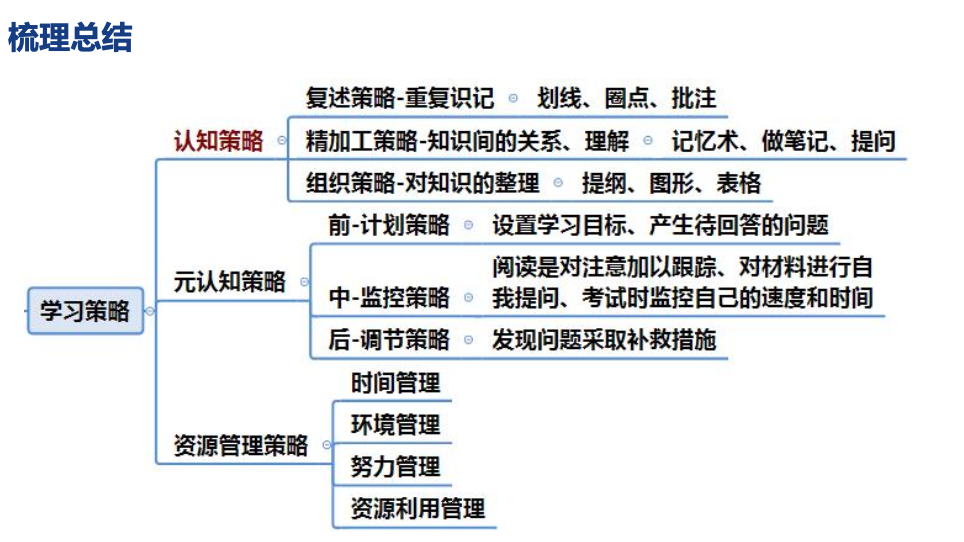 梳理总结
复述策略-重复识记 划线、圈点、批注
认知策略 精加工策略-知识间的关系、理解 记忆术、做笔记、提问
组织策略-对知识的整理 提纲、图形、表格
前-计划策略 设置学习目标、产生待回答的问题
元认知策略
阅读是对注意加以跟踪、对材料进行自
中-监控策略 我提问、考试时监控自己的速度和时间
学习策略
后-调节策略 发现问题采取补救措施
时间管理
环境管理
资源管理策略
努力管理
资源利用管理